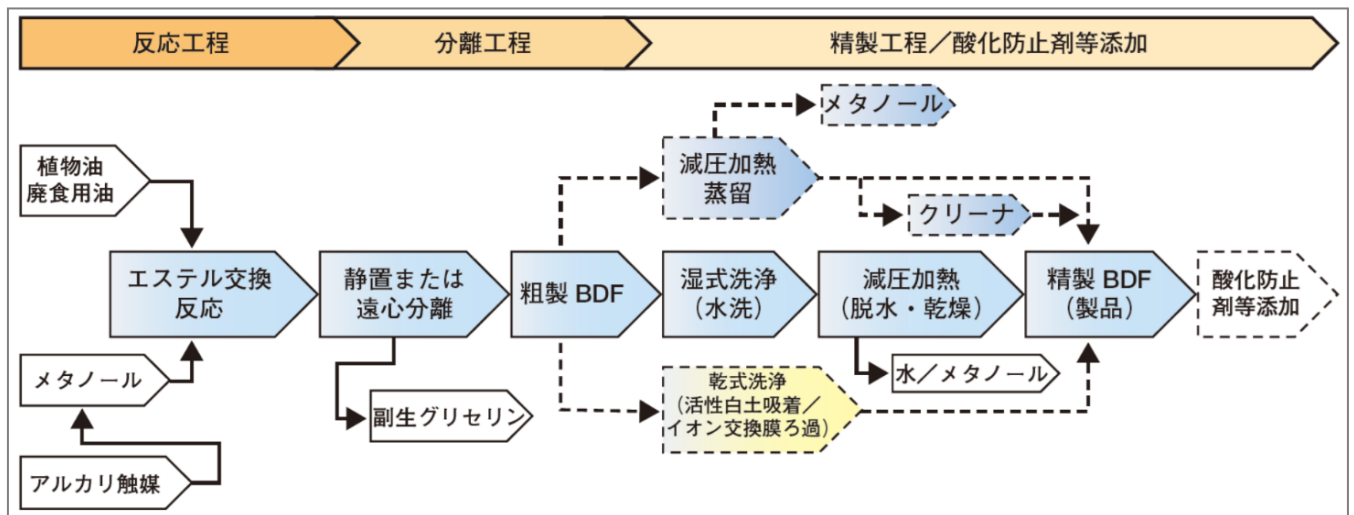 反応工程
分離工程
精製工程/酸化防止剤等添加
メタノール
植物油
廃食用油
減圧加熱
蒸留
クリーナ
エステル交換
反応
静置または
遠心分離
粗製 BDF
湿式洗浄
(水洗)
減圧加熱
(脱水・乾燥)
精製 BDF
(製品)
酸化防止
剤等添加
メタノール
副生グリセリン
乾式洗浄
(活性白土吸着/
イオン交換膜ろ過)
水/メタノール
アルカリ触媒